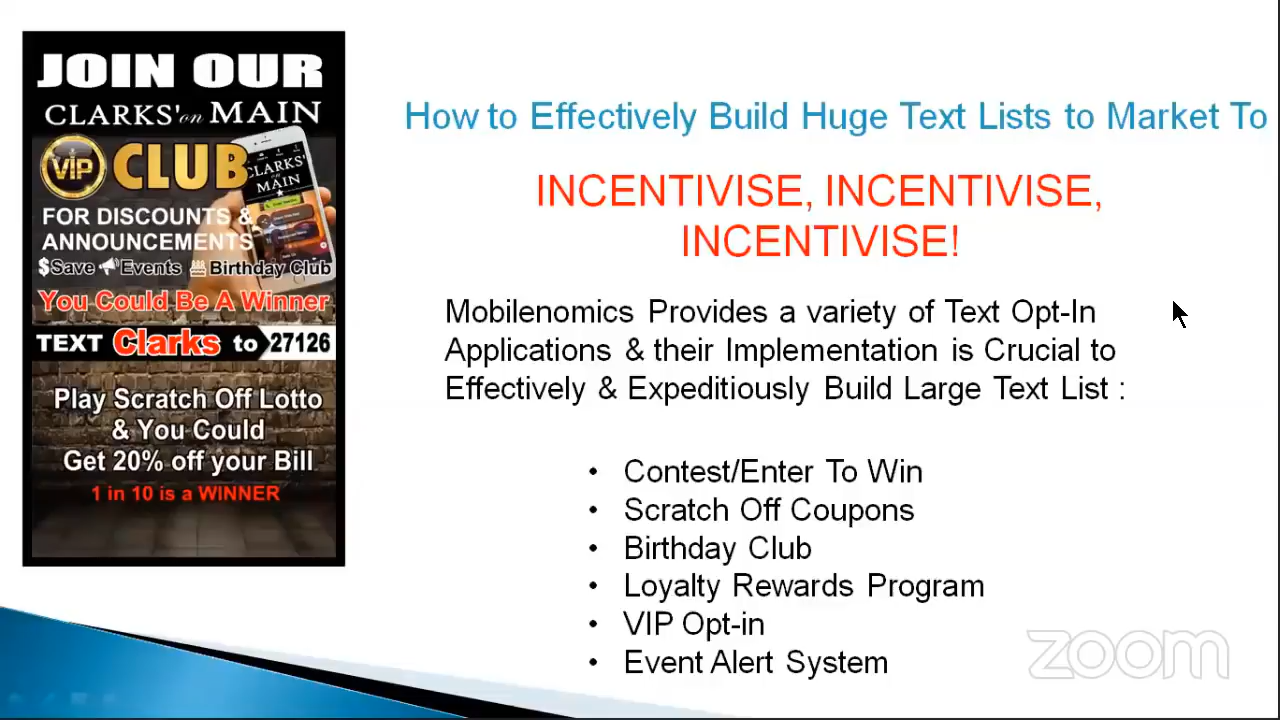 JOIN OUR
CLARKS' on MAIN
VIP CLUB
CLARKS'
on
MAIN
FOR DISCOUNTS &
ANNOUNCEMENTS
$Save Events Birthday Club
You Could Be A Winner
TEXT Clarks to 27126
Play Scratch Off Lotto
& You Could
Get 20% off your Bill
1 in 10 is a WINNER
How to Effectively Build Huge Text Lists to Market To
INCENTIVISE, INCENTIVISE,
INCENTIVISE!
Mobilenomics Provides a variety of Text Opt-In
Applications & their Implementation is Crucial to
Effectively & Expeditiously Build Large Text List :
• Contest/Enter To Win
• Scratch Off Coupons
• Birthday Club
• Loyalty Rewards Program
• VIP Opt-in
• Event Alert System
zoom